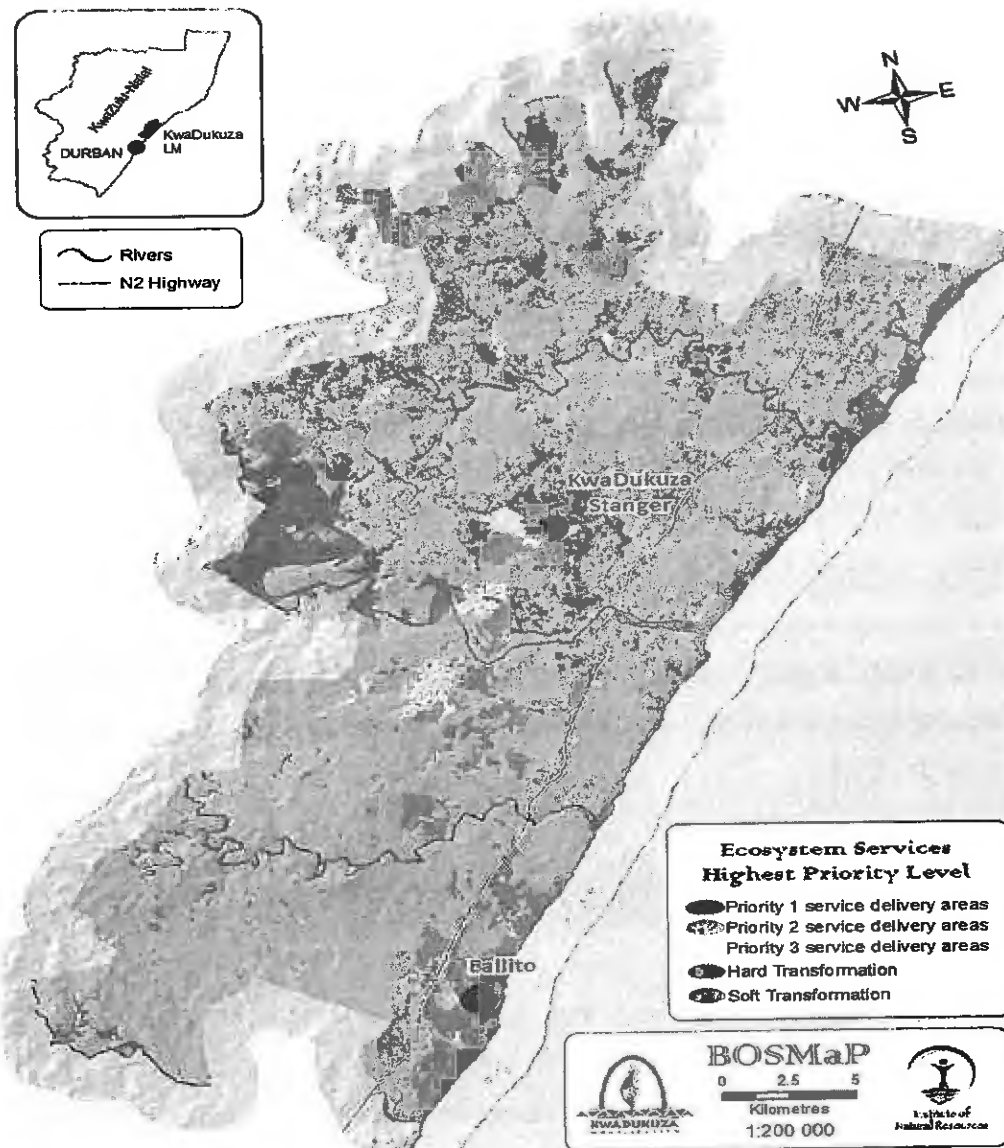 KwaZulu-Natal
DURBAN
KwaDukuza
LM
Rivers
N2 Highway
N
W
E
S
KwaDukuza
Stanger
Ballito
Ecosystem Services
Highest Priority Level
Priority 1 service delivery areas
Priority 2 service delivery areas
Priority 3 service delivery areas
Hard Transformation
Soft Transformation
BOSMaP
0 2.5 5
Kilometres
1:200 000
KWADUKUZA
MUNICIPALITY
Institute of
Natural Resources